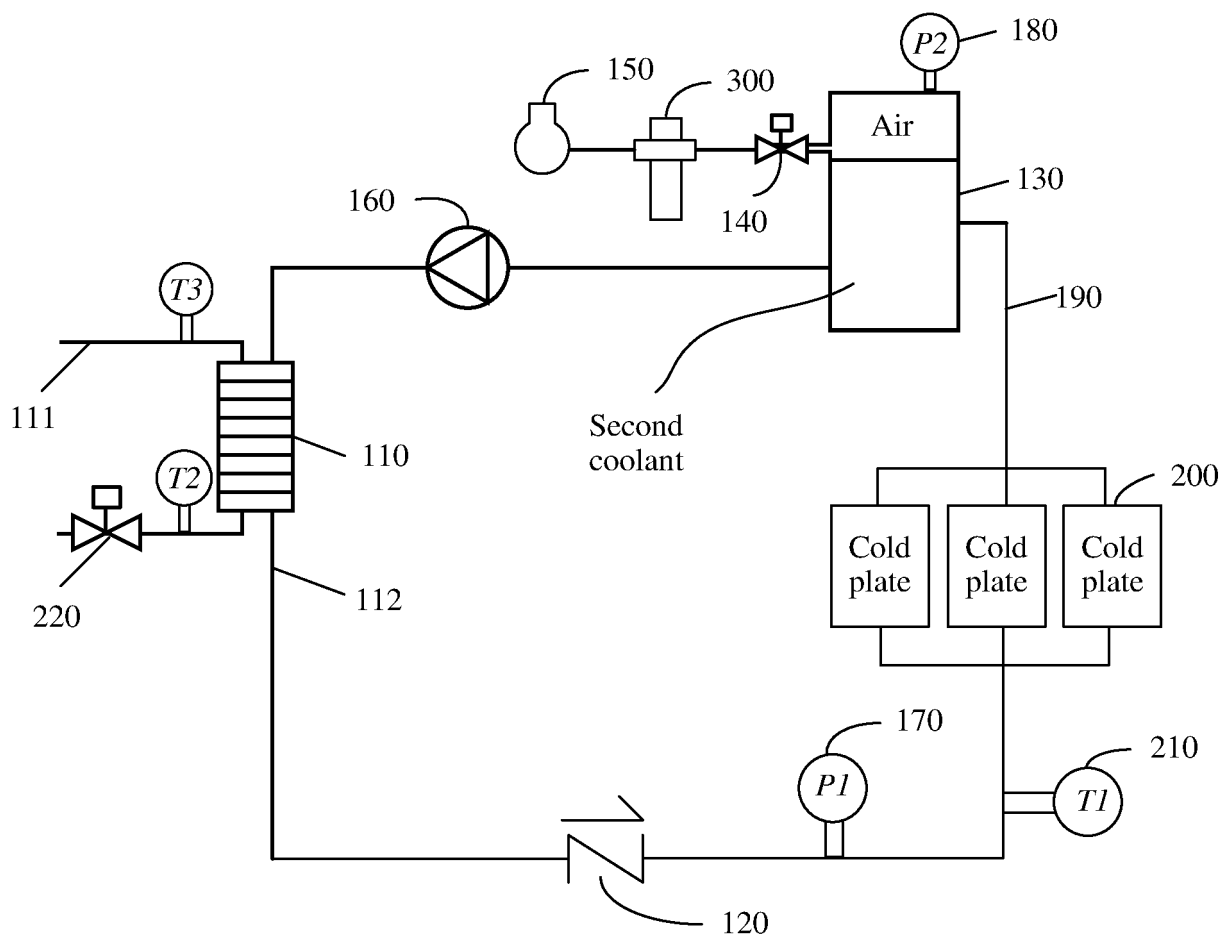 P2
180
150
300
Air
130
140
160
T3
190
111
Second
coolant
110
T2
200
Cold
plate
Cold
plate
Cold
plate
112
220
170
210
P1
T1
120